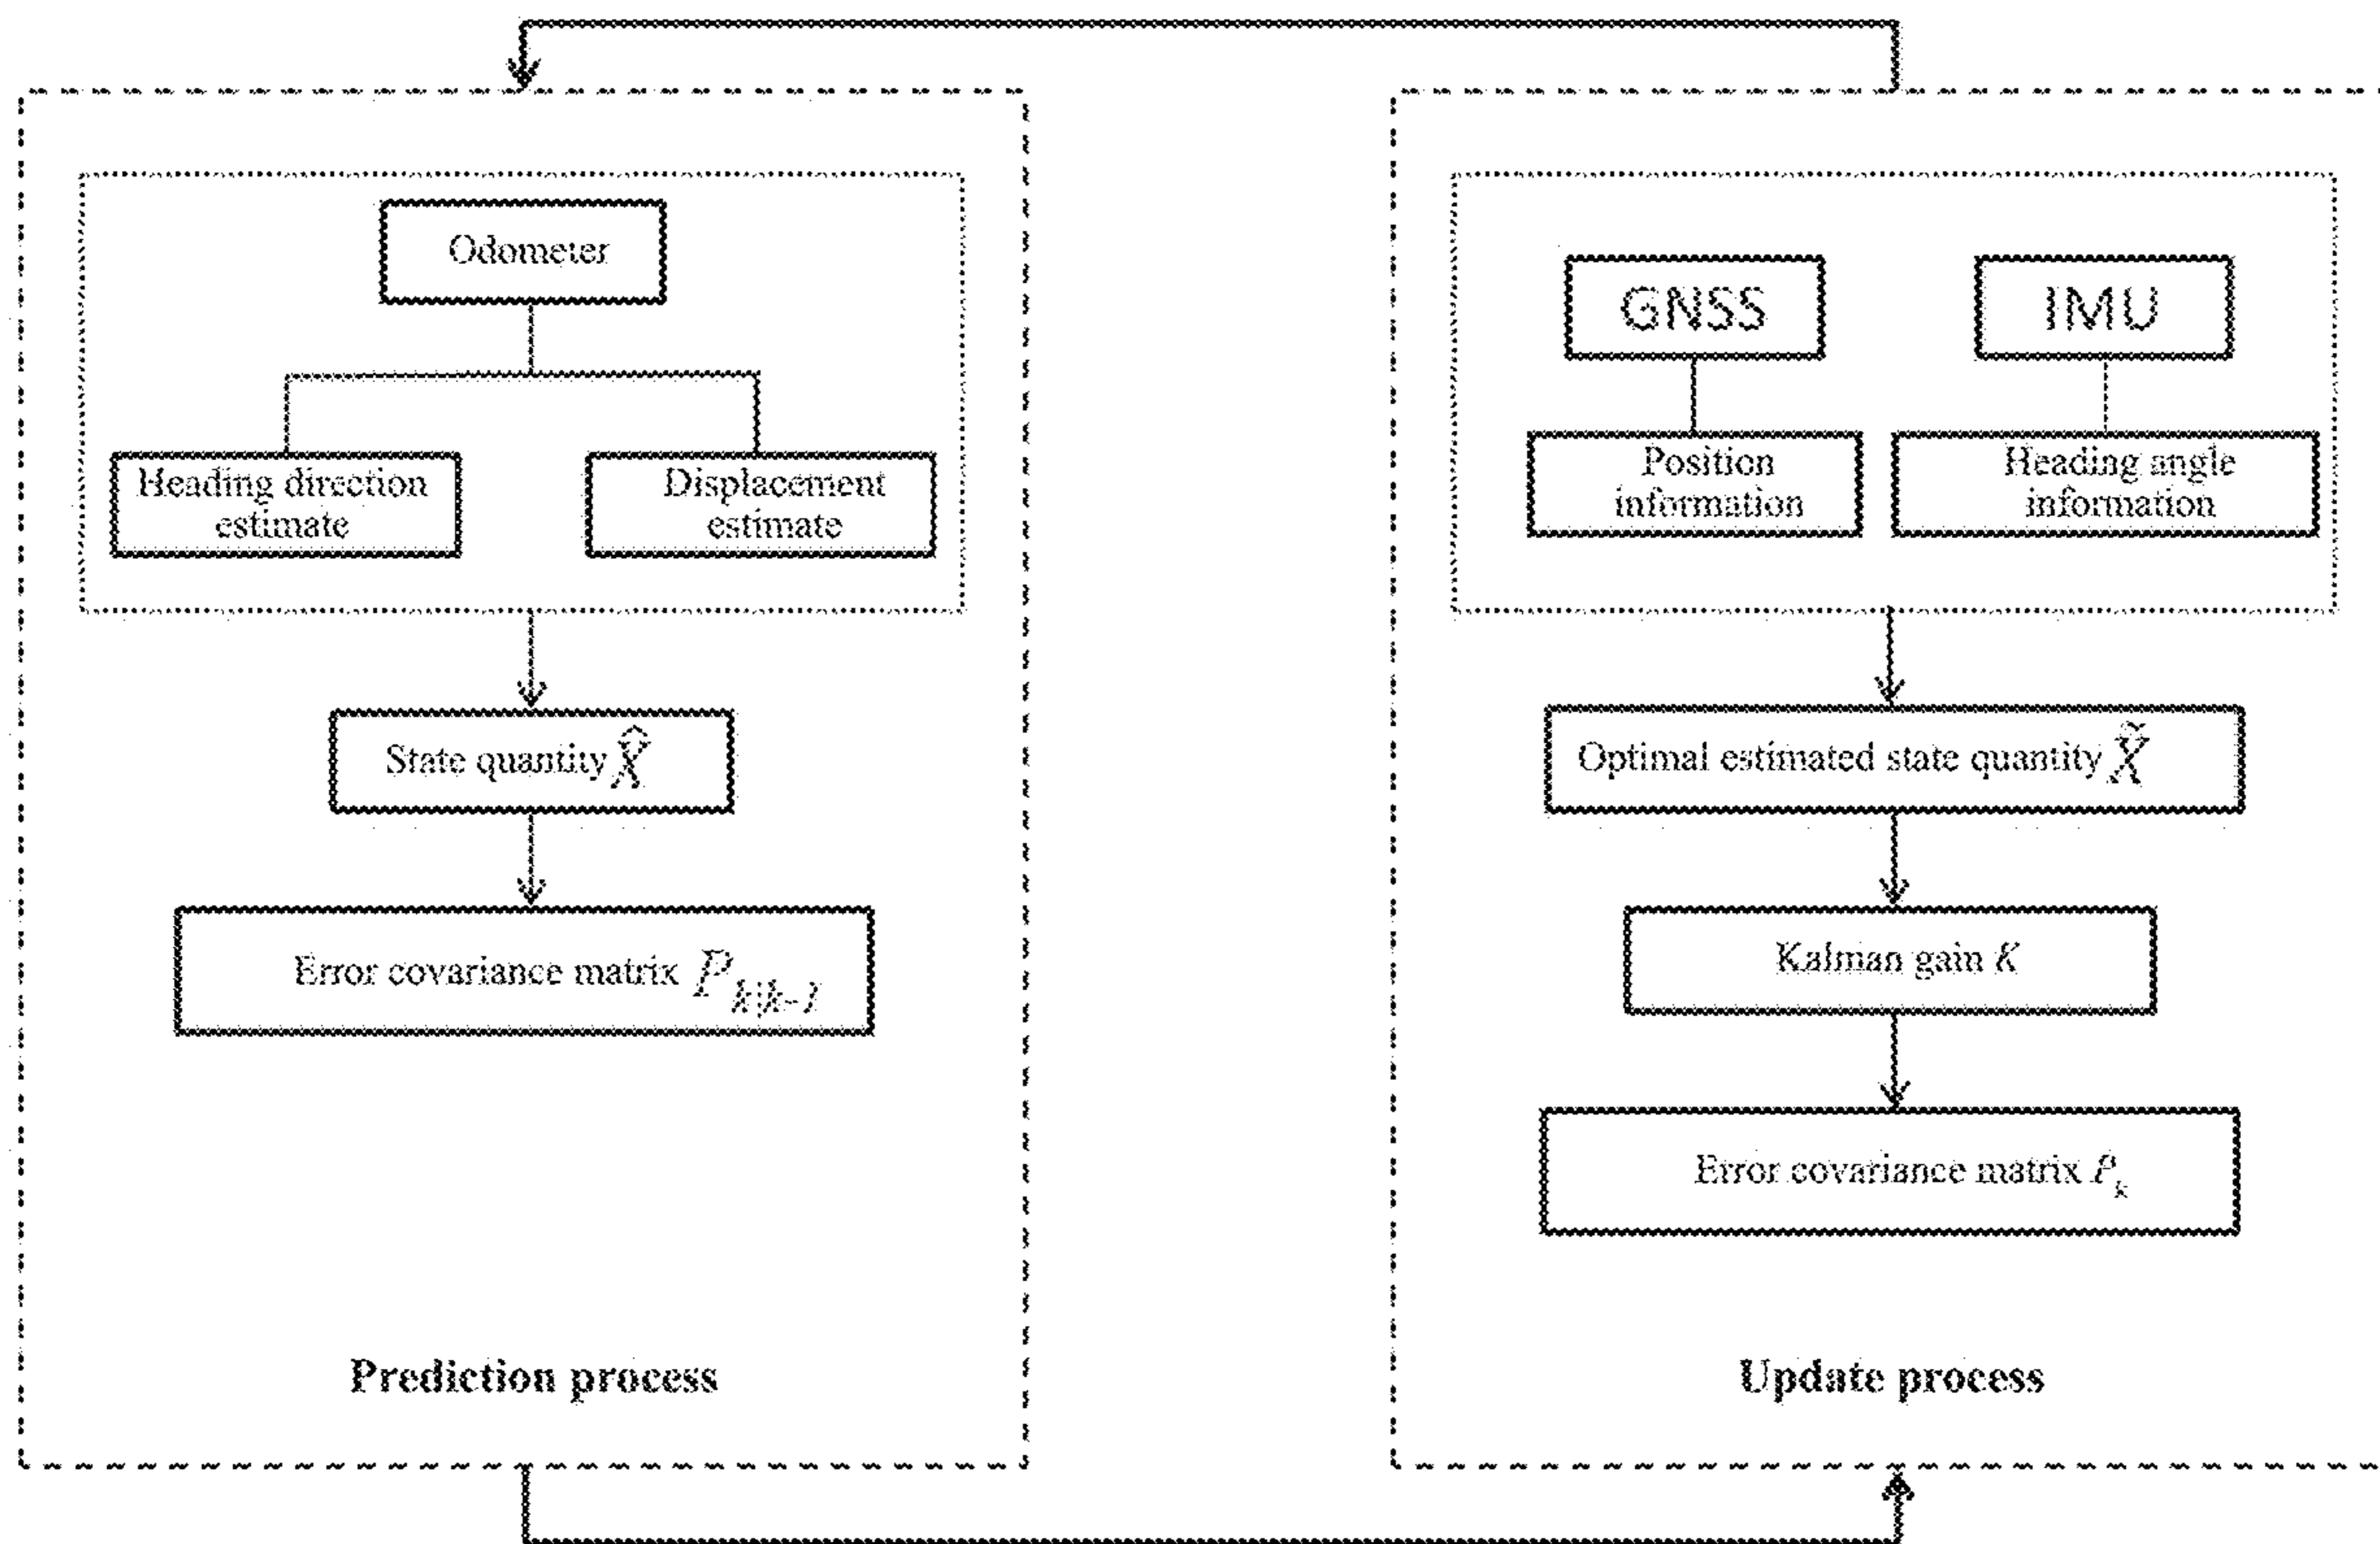 Odometer
Heading direction
estimate
Displacement
estimate
State quantity X̂
Error covariance matrix P_{k|k-1}
Prediction process
GNSS
IMU
Position
information
Heading angle
information
Optimal estimated state quantity X̃̂
Kalman gain K
Error covariance matrix P_k
Update process